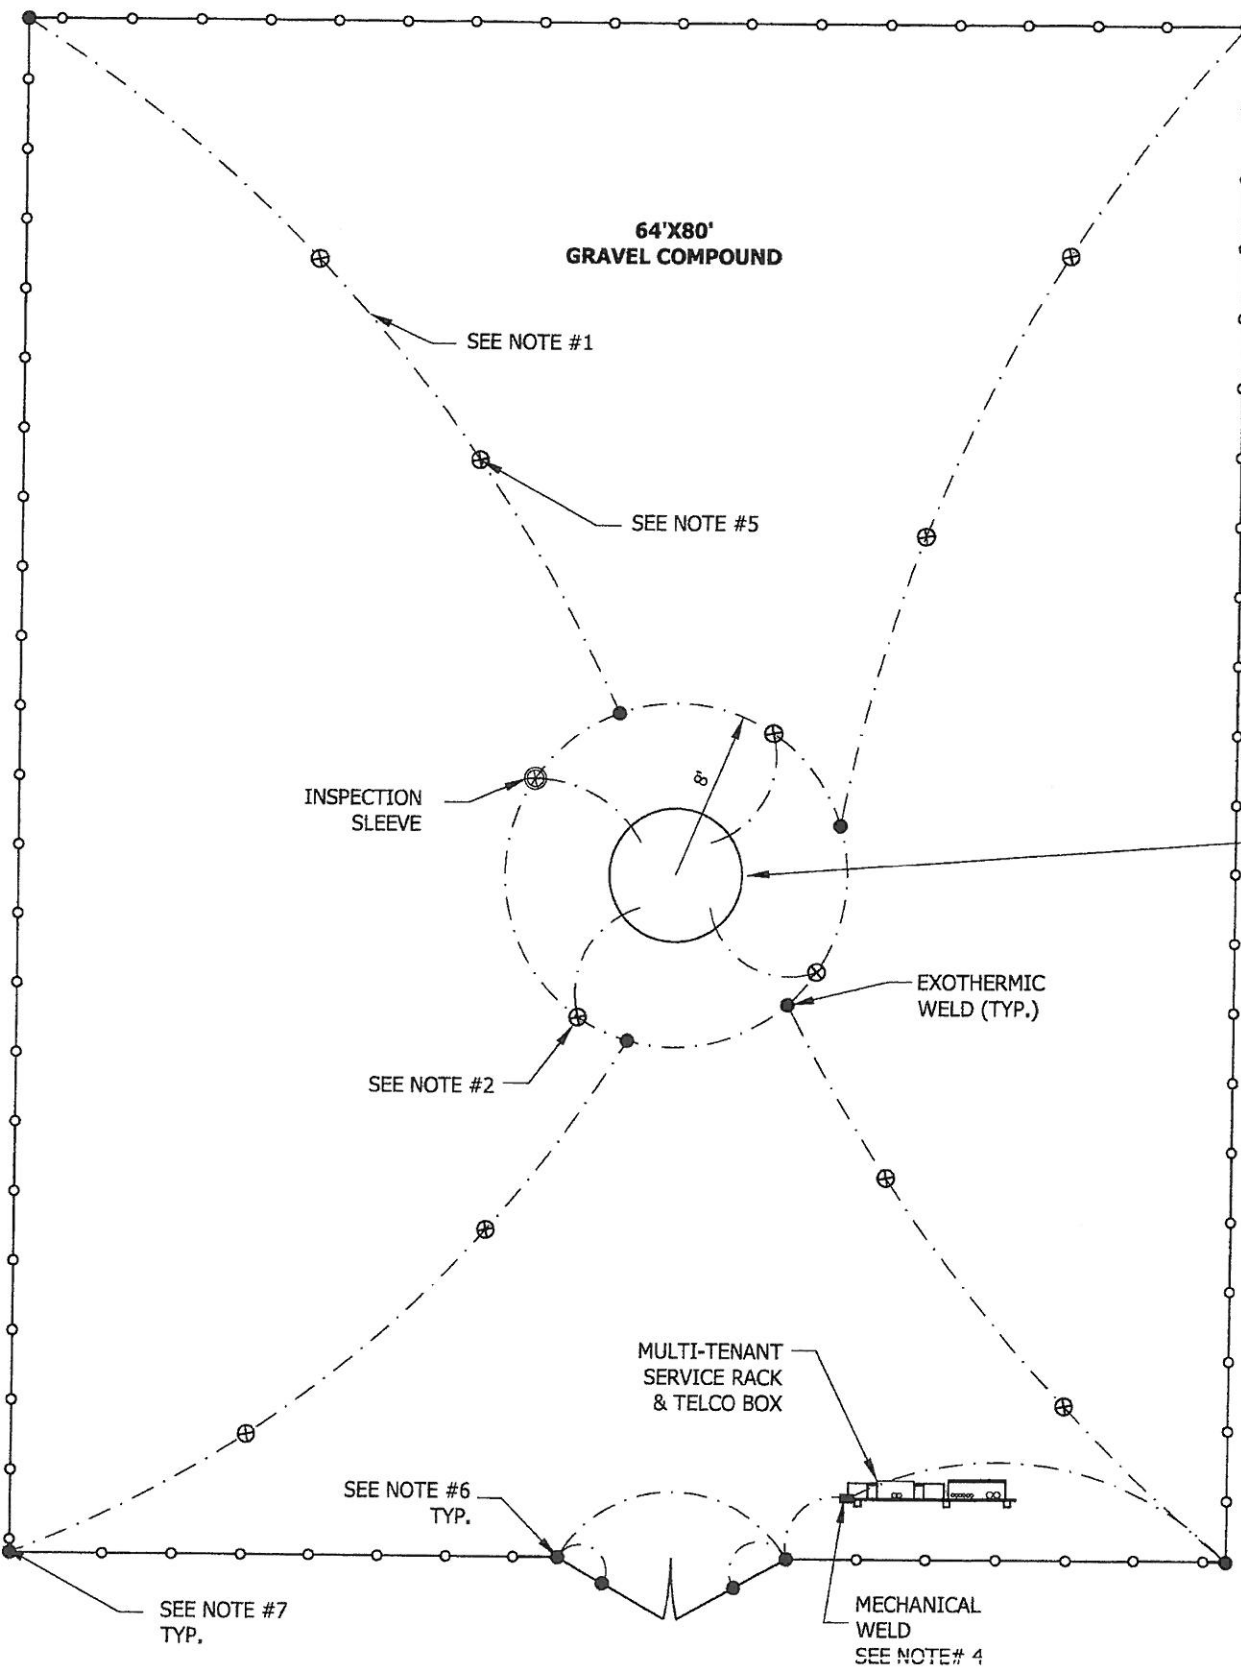 64'X80'
GRAVEL COMPOUND
SEE NOTE #1
SEE NOTE #5
8'
INSPECTION
SLEEVE
EXOTHERMIC
WELD (TYP.)
SEE NOTE #2
MULTI-TENANT
SERVICE RACK
& TELCO BOX
SEE NOTE #6
TYP.
SEE NOTE #7
TYP.
MECHANICAL
WELD
SEE NOTE# 4